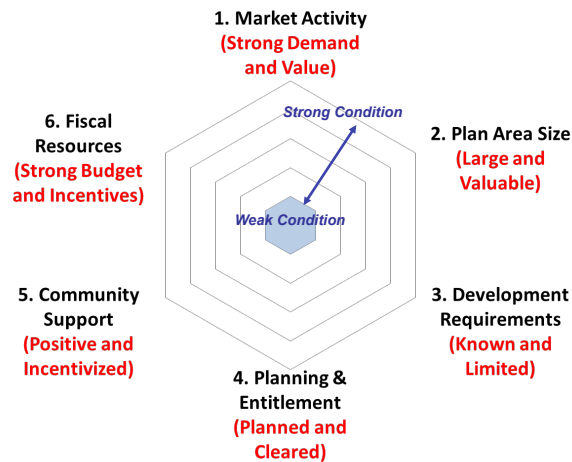 1. Market Activity
(Strong Demand
and Value)
Strong Condition
2. Plan Area Size
(Large and
Valuable)
3. Development
Requirements
(Known and
Limited)
4. Planning &
Entitlement
(Planned and
Cleared)
5. Community
Support
(Positive and
Incentivized)
6. Fiscal
Resources
(Strong Budget
and Incentives)
Weak Condition